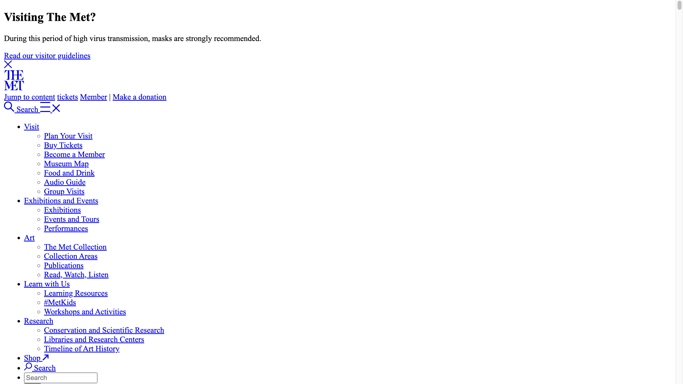 Visiting The Met?
During this period of high virus transmission, masks are strongly recommended.
Read our visitor guidelines
THE
MET
Jump to content tickets Member | Make a donation
Search
Visit
Plan Your Visit
Buy Tickets
Become a Member
Museum Map
Food and Drink
Audio Guide
Group Visits
Exhibitions and Events
Exhibitions
Events and Tours
Performances
Art
The Met Collection
Collection Areas
Publications
Read, Watch, Listen
Learn with Us
Learning Resources
#MetKids
Workshops and Activities
Research
Conservation and Scientific Research
Libraries and Research Centers
Timeline of Art History
Shop
Search
Search